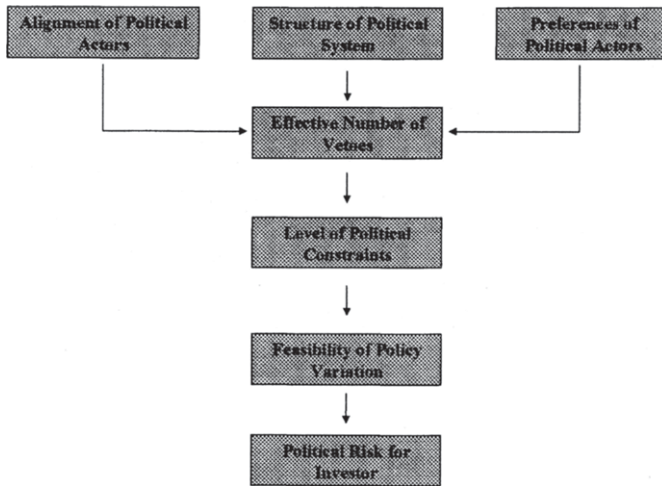 Alignment of Political
Actors
Structure of Political
System
Preferences of
Political Actors
Effective Number of
Vetoes
Level of Political
Constraints
Feasibility of Policy
Variation
Political Risk for
Investor